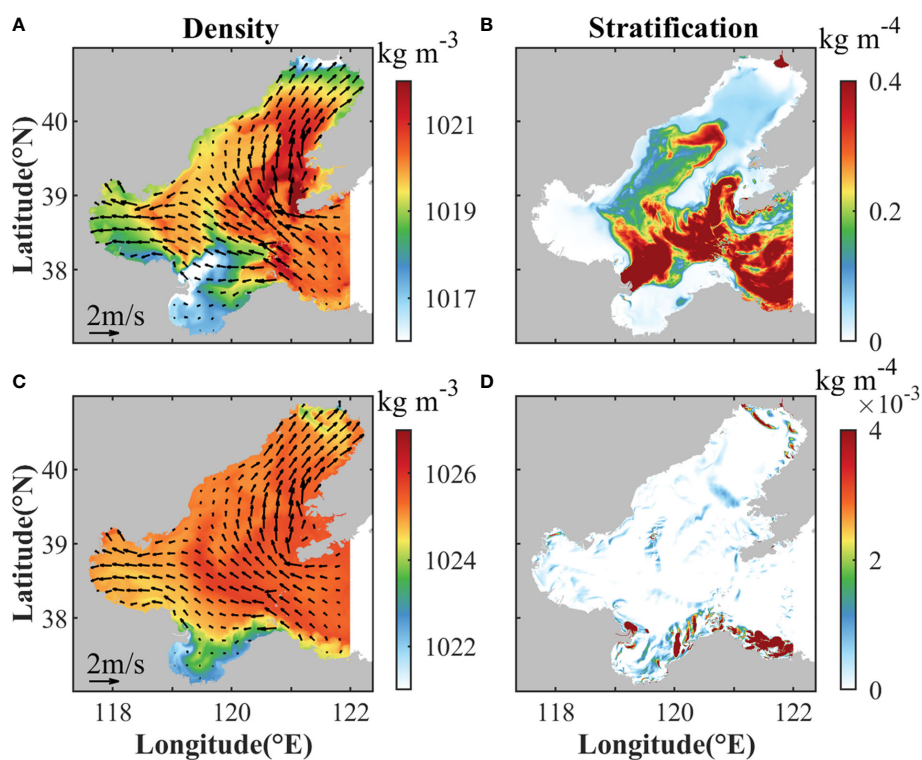 A
Density
kg m-3
B
Stratification
kg m-4
Latitude(°N)
40
39
38
2m/s
1021
1019
1017
0.4
0.2
0
C
kg m-3
D
kg m-4
×10-3
Latitude(°N)
40
39
38
2m/s
1026
1024
1022
4
2
0
118
120
122
118
120
122
Longitude(°E)
Longitude(°E)